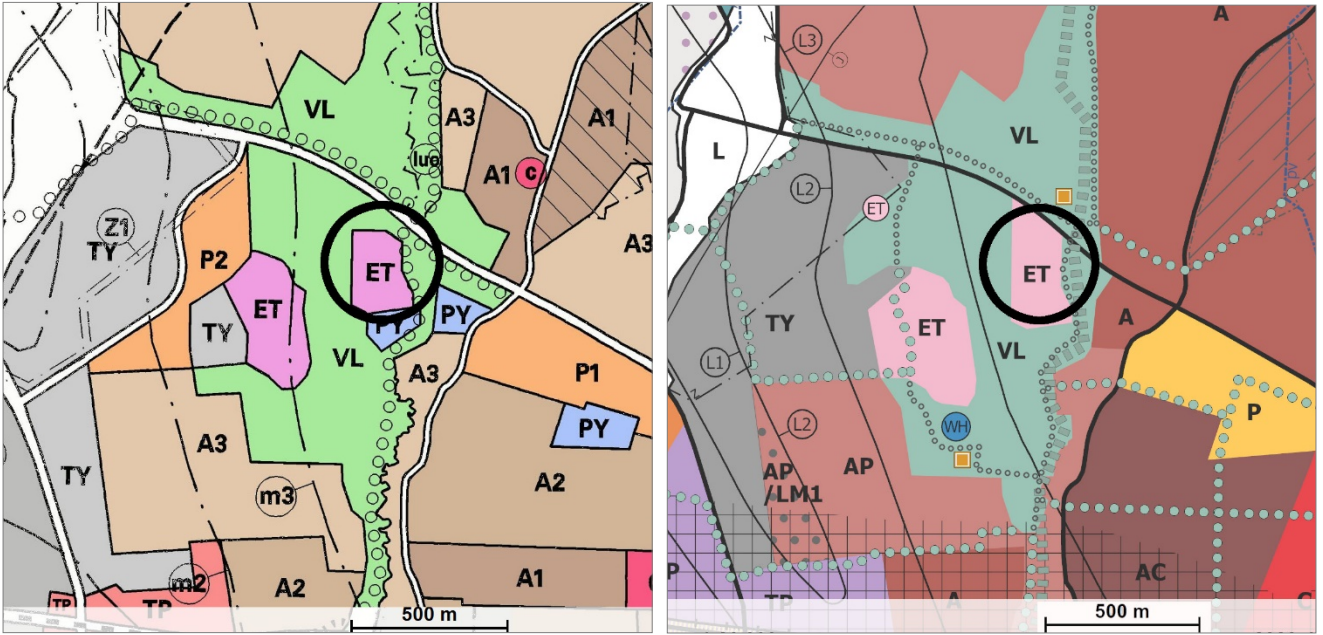 VL
A3
A1
A1
c
lue
A3
Z1
TY
P2
ET
ET
TY
PY
PY
VL
A3
P1
PY
A3
TY
m3
A2
m2
A2
A1
TP
TP
500 m
L3
A
L
VL
L2
ET
ET
TY
ET
VL
A
L1
P
L2
WH
AP
/LM1
AP
AC
P
TP
A
C
500 m